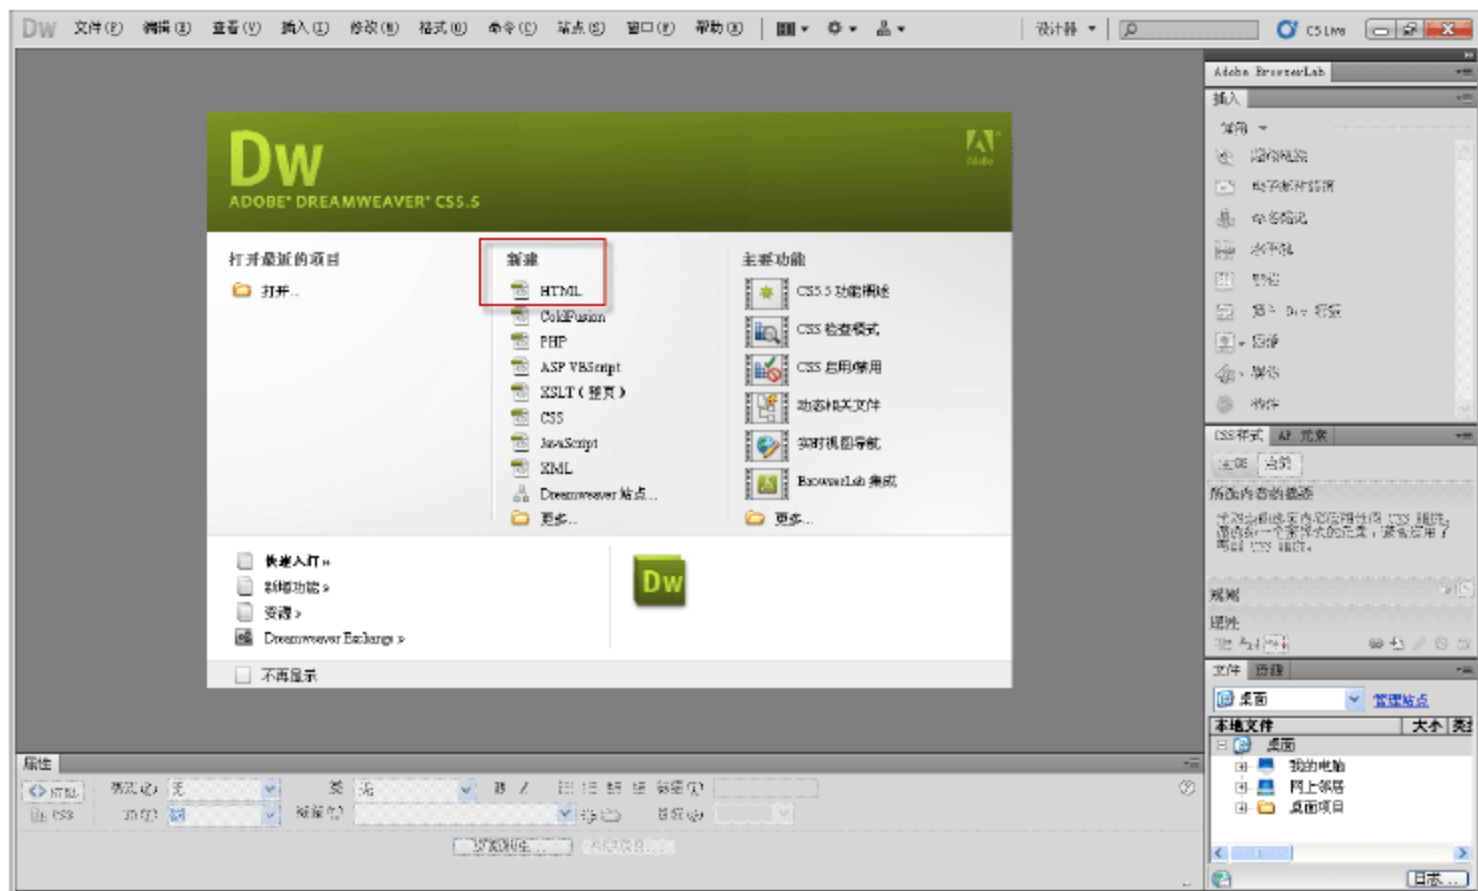 Dw 文件(F) 编辑(E) 查看(V) 插入(I) 修改(M) 格式(O) 命令(C) 站点(S) 窗口(W) 帮助(H) 设计器 CS Live
Adobe BrowserLab
插入
常用
Dw
ADOBE® DREAMWEAVER® CS5.5
Adobe
打开最近的项目
打开...
新建
HTML
ColdFusion
PHP
ASP VBScript
XSLT(整页)
CSS
JavaScript
XML
Dreamweaver 站点...
更多...
主要功能
CS5.5 功能概述
CSS 检查模式
CSS 启用/禁用
动态相关文件
实时视图导航
BrowserLab 集成
更多...
快速入门 »
新增功能 »
资源 »
Dreamweaver Exchange »
Dw
不再显示
CSS样式 AP 元素
所选内容的摘要
规则
属性
文件 资源
桌面 管理站点
本地文件 大小
桌面
我的电脑
网上邻居
桌面项目
日志...
属性
HTML
CSS